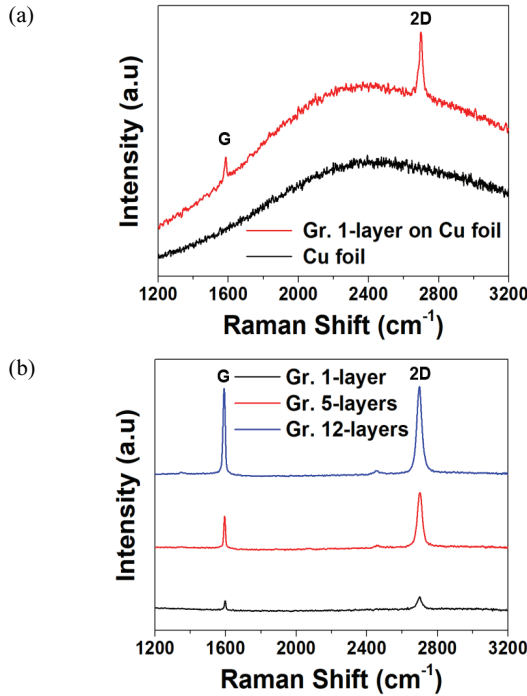 (a)
2D
G
Intensity (a.u)
Gr. 1-layer on Cu foil
Cu foil
1200 1600 2000 2400 2800 3200
Raman Shift (cm-1)
(b)
G
2D
Gr. 1-layer
Gr. 5-layers
Gr. 12-layers
Intensity (a.u)
1200 1600 2000 2400 2800 3200
Raman Shift (cm-1)